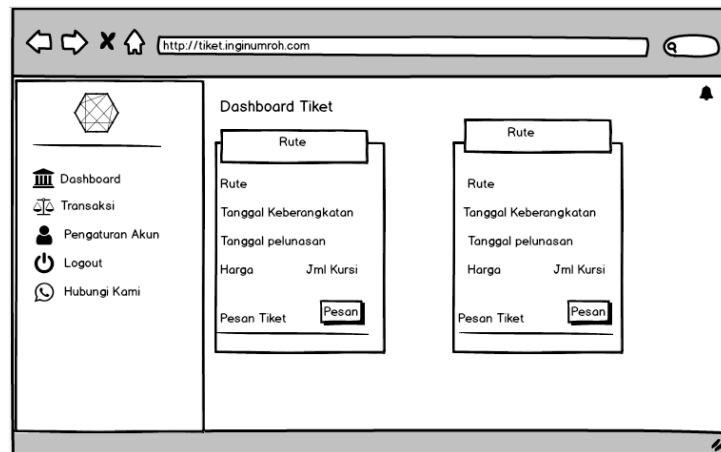 http://tiket.inginumroh.com
Dashboard
Transaksi
Pengaturan Akun
Logout
Hubungi Kami
Dashboard Tiket
Rute
Rute
Tanggal Keberangkatan
Tanggal pelunasan
Harga Jml Kursi
Pesan Tiket Pesan
Rute
Rute
Tanggal Keberangkatan
Tanggal pelunasan
Harga Jml Kursi
Pesan Tiket Pesan